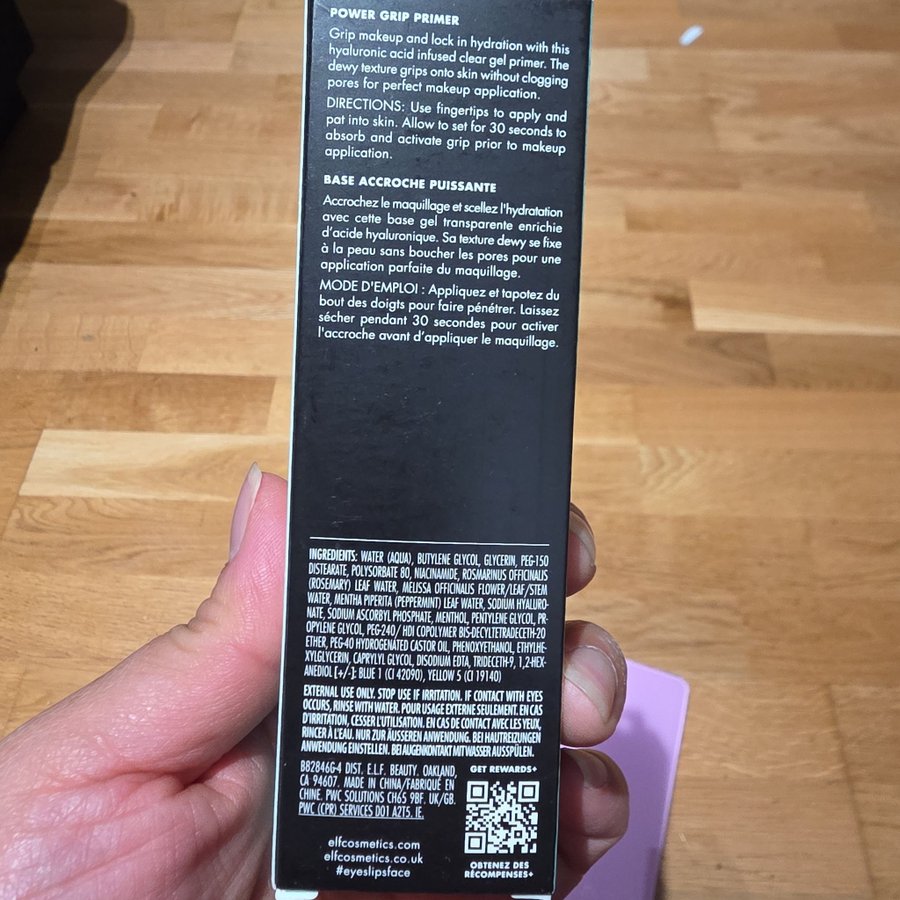 POWER GRIP PRIMER
Grip makeup and lock in hydration with this
hyaluronic acid infused clear gel primer. The
dewy texture grips onto skin without clogging
pores for perfect makeup application.
DIRECTIONS: Use fingertips to apply and
pat into skin. Allow to set for 30 seconds to
absorb and activate grip prior to makeup
application.
BASE ACCROCHE PUISSANTE
Accrochez le maquillage et scellez l'hydratation
avec cette base gel transparente enrichie
d'acide hyaluronique. Sa texture dewy se fixe
à la peau sans boucher les pores pour une
application parfaite du maquillage.
MODE D'EMPLOI : Appliquez et tapotez du
bout des doigts pour faire pénétrer. Laissez
sécher pendant 30 secondes pour activer
l'accroche avant d'appliquer le maquillage.
INGREDIENTS: WATER (AQUA), BUTYLENE GLYCOL, GLYCERIN, PEG-150
DISTEARATE, POLYSORBATE 80, NIACINAMIDE, ROSMARINUS OFFICINALIS
(ROSEMARY) LEAF WATER, MELISSA OFFICINALIS FLOWER/LEAF/STEM
WATER, MENTHA PIPERITA (PEPPERMINT) LEAF WATER, SODIUM HYALURO-
NATE, SODIUM ASCORBYL PHOSPHATE, MENTHOL, PENTYLENE GLYCOL, PR-
OPYLENE GLYCOL, PEG-240/ HDI COPOLYMER BIS-DECYLTETRADECETH-20
ETHER, PEG-40 HYDROGENATED CASTOR OIL, PHENOXYETHANOL, ETHYLHE-
XYLGLYCERIN, CAPRYLYL GLYCOL, DISODIUM EDTA, TRIDECETH-9, 1,2-HEX-
ANEDIOL [+/-]: BLUE 1 (CI 42090), YELLOW 5 (CI 19140)
EXTERNAL USE ONLY. STOP USE IF IRRITATION. IF CONTACT WITH EYES
OCCURS, RINSE WITH WATER. POUR USAGE EXTERNE SEULEMENT. EN CAS
D'IRRITATION, CESSER L'UTILISATION. EN CAS DE CONTACT AVEC LES YEUX,
RINCER À L'EAU. NUR ZUR ÄUSSEREN ANWENDUNG. BEI HAUTREIZUNGEN
ANWENDUNG EINSTELLEN. BEI AUGENKONTAKT MIT WASSER AUSSPÜLEN.
B82846G-4 DIST. E.L.F. BEAUTY. OAKLAND,
CA 94607. MADE IN CHINA/FABRIQUÉ EN
CHINE. PWC SOLUTIONS CH65 9BF. UK/GB.
PWC (CPR) SERVICES D01 A2T5. IE.
GET REWARDS+
OBTENEZ DES
RÉCOMPENSES+
elfcosmetics.com
elfcosmetics.co.uk
#eyeslipsface